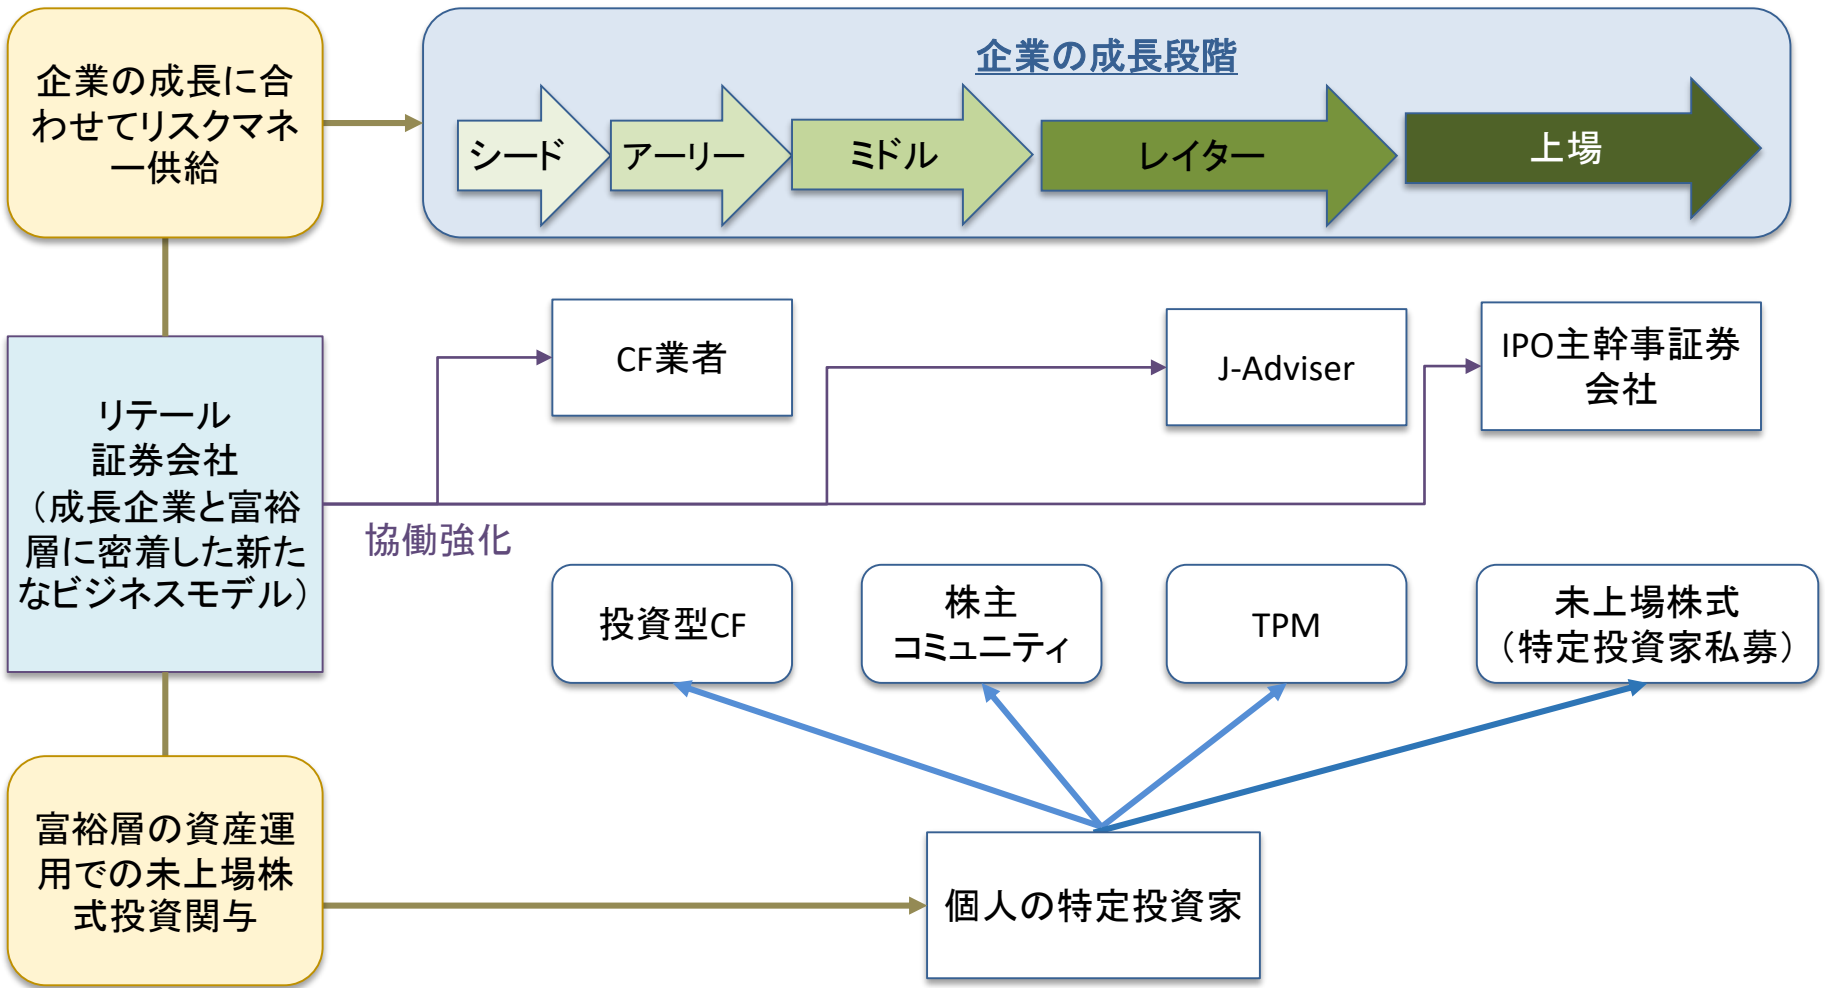 企業の成長に合
わせてリスクマネ
ー供給
企業の成長段階
シード
アーリー
ミドル
レイター
上場
CF業者
J-Adviser
IPO主幹事証券
会社
リテール
証券会社
（成長企業と富裕
層に密着した新た
なビジネスモデル）
協働強化
投資型CF
株主
コミュニティ
TPM
未上場株式
（特定投資家私募）
富裕層の資産運
用での未上場株
式投資関与
個人の特定投資家